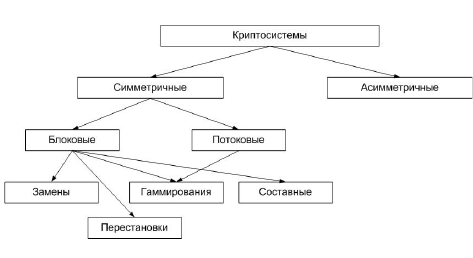 Криптосистемы
Симметричные
Асимметричные
Блоковые
Потоковые
Замены
Гаммирования
Составные
Перестановки